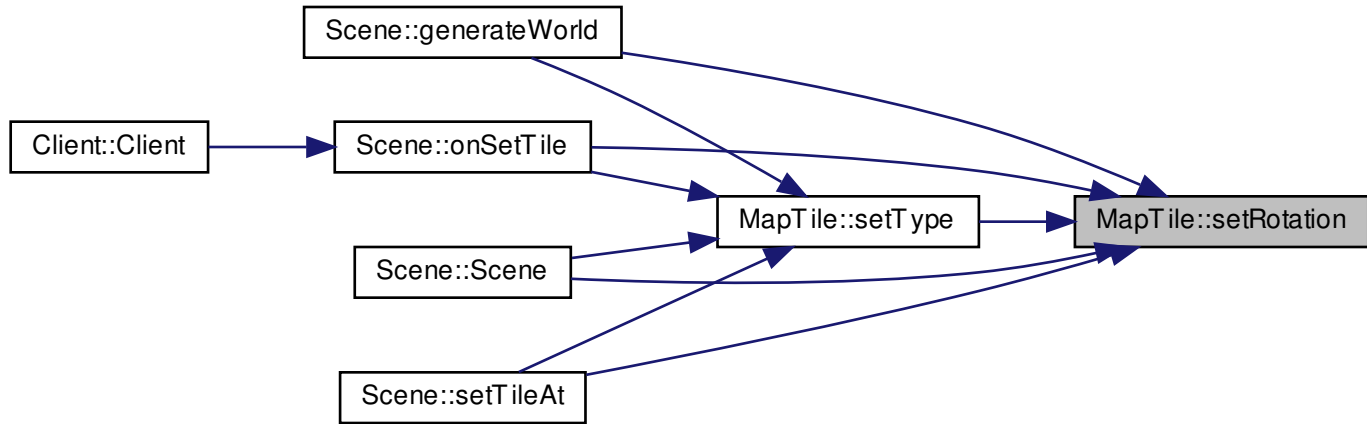 Scene::generateWorld
Client::Client
Scene::onSetTile
MapTile::setType
MapTile::setRotation
Scene::Scene
Scene::setTileAt